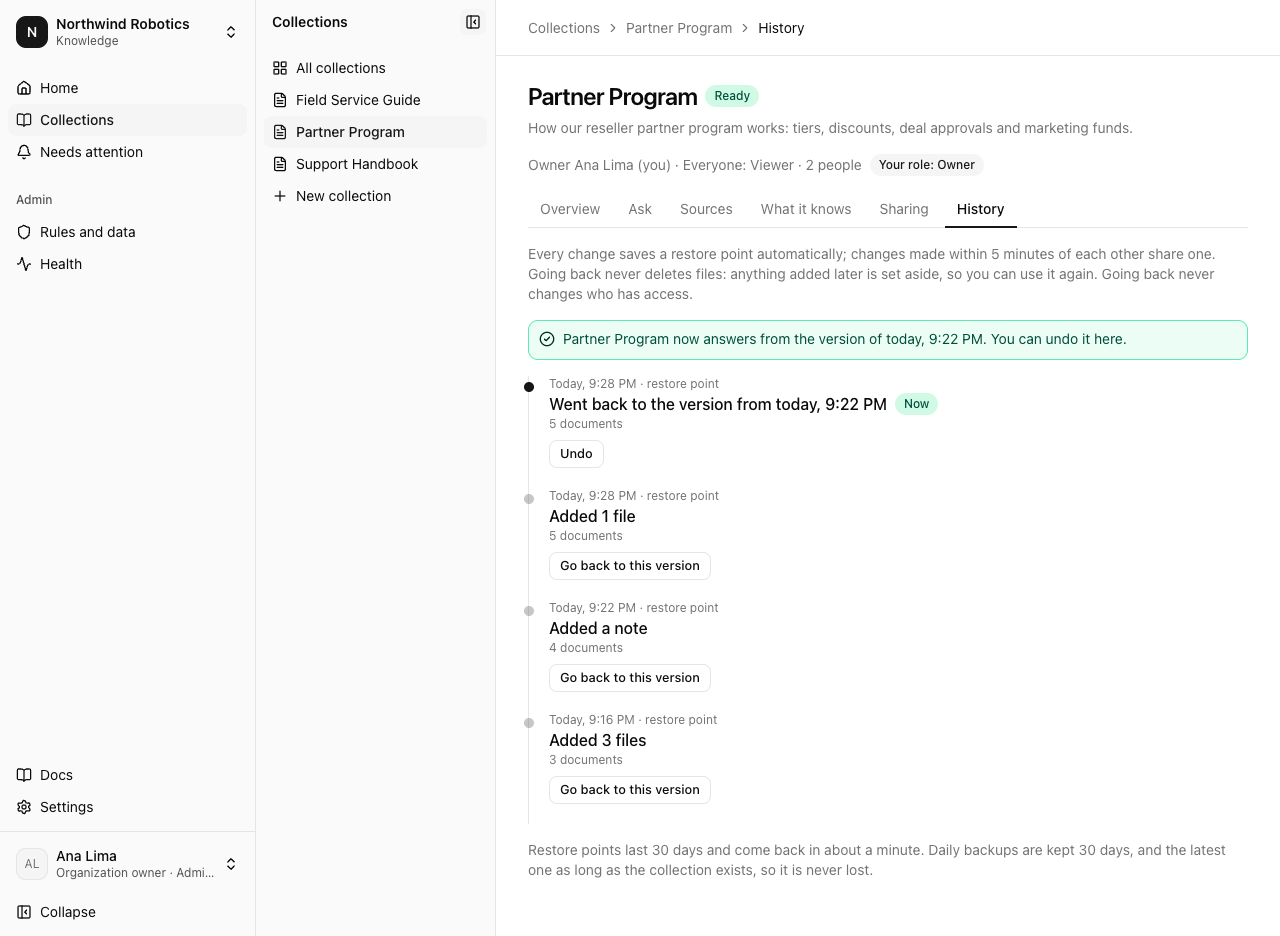 N
Northwind Robotics
Knowledge
Home
Collections
Needs attention
Admin
Rules and data
Health
Docs
Settings
AL
Ana Lima
Organization owner · Admi...
Collapse
Collections
All collections
Field Service Guide
Partner Program
Support Handbook
New collection
Collections > Partner Program > History
Partner Program Ready
How our reseller partner program works: tiers, discounts, deal approvals and marketing funds.
Owner Ana Lima (you) · Everyone: Viewer · 2 people Your role: Owner
Overview Ask Sources What it knows Sharing History
Every change saves a restore point automatically; changes made within 5 minutes of each other share one.
Going back never deletes files: anything added later is set aside, so you can use it again. Going back never
changes who has access.
Partner Program now answers from the version of today, 9:22 PM. You can undo it here.
Today, 9:28 PM · restore point
Went back to the version from today, 9:22 PM Now
5 documents
Undo
Today, 9:28 PM · restore point
Added 1 file
5 documents
Go back to this version
Today, 9:22 PM · restore point
Added a note
4 documents
Go back to this version
Today, 9:16 PM · restore point
Added 3 files
3 documents
Go back to this version
Restore points last 30 days and come back in about a minute. Daily backups are kept 30 days, and the latest
one as long as the collection exists, so it is never lost.